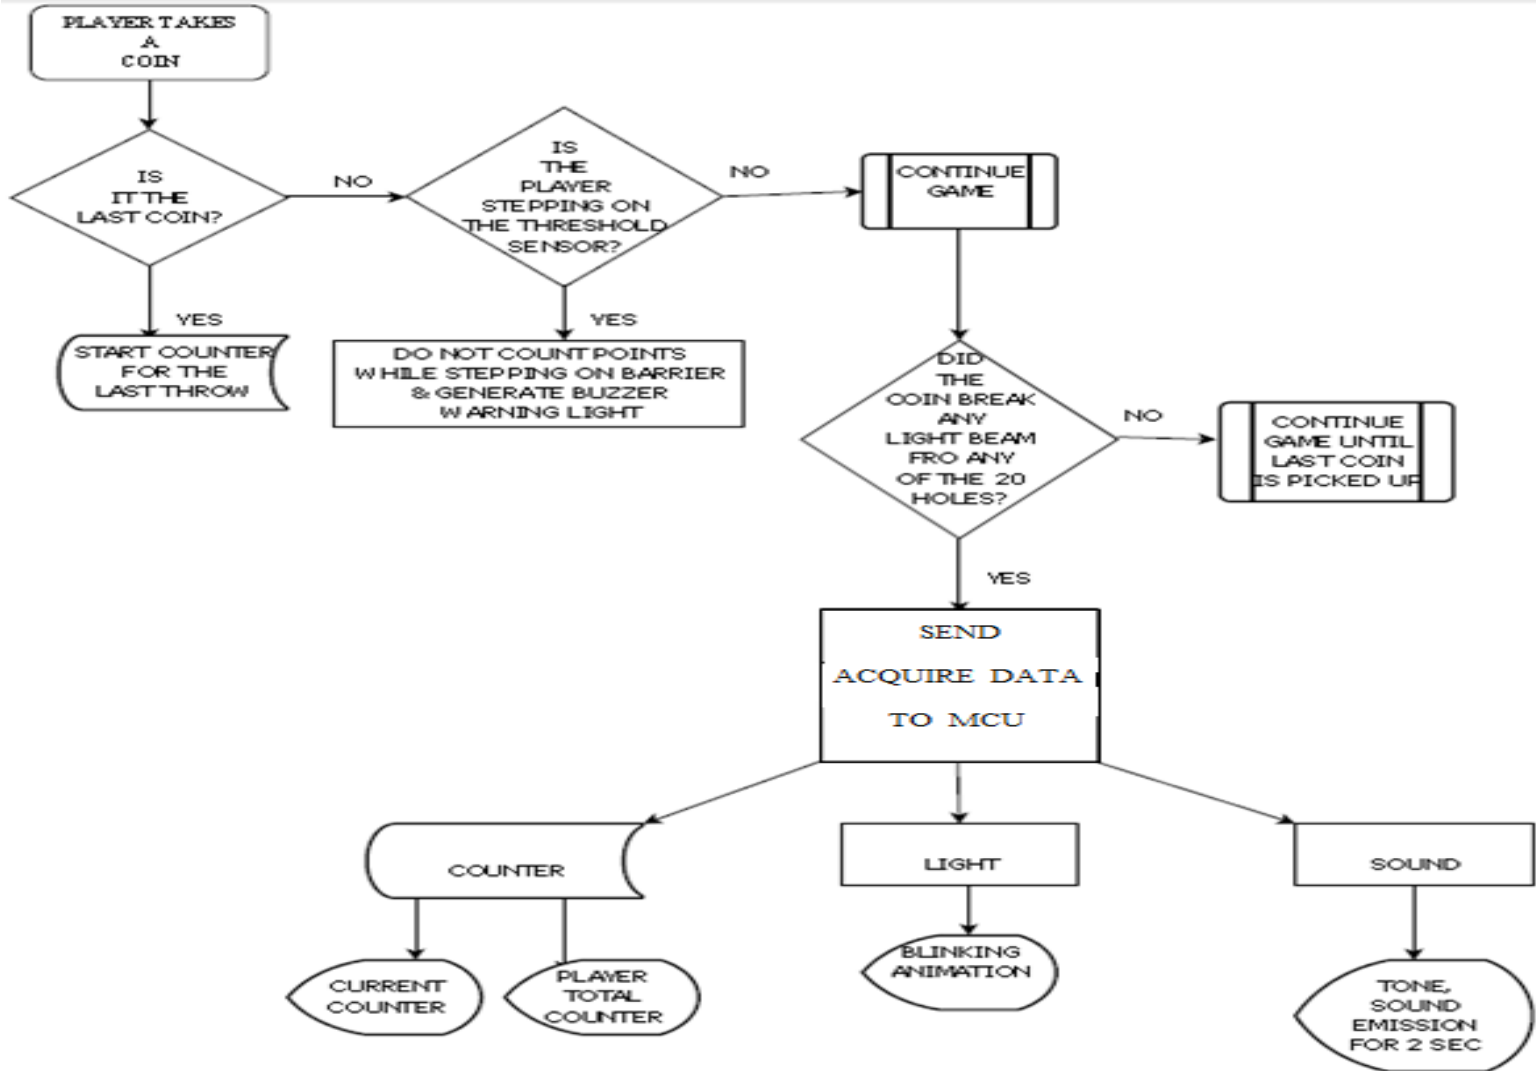 PLAYER TAKES
A
COIN
IS
IT THE
LAST COIN?
NO
YES
START COUNTER
FOR THE
LAST THROW
IS
THE
PLAYER
STEPPING ON
THE THRESHOLD
SENSOR?
NO
YES
DO NOT COUNT POINTS
WHILE STEPPING ON BARRIER
& GENERATE BUZZER
WARNING LIGHT
CONTINUE
GAME
DID
THE
COIN BREAK
ANY
LIGHT BEAM
FRO ANY
OF THE 20
HOLES?
NO
CONTINUE
GAME UNTIL
LAST COIN
IS PICKED UP
YES
SEND
ACQUIRE DATA
TO MCU
COUNTER
LIGHT
SOUND
CURRENT
COUNTER
PLAYER
TOTAL
COUNTER
BLINKING
ANIMATION
TONE,
SOUND
EMISSION
FOR 2 SEC